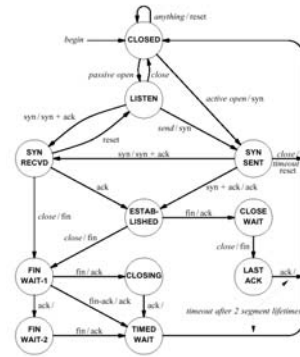 anything / reset
begin
CLOSED
passive open
close
LISTEN
active open / syn
syn / syn + ack
send / syn
reset
SYN
RECVD
syn / syn + ack
SYN
SENT
close /
timeout /
reset
ack
syn + ack / ack
close / fin
ESTAB-
LISHED
fin / ack
CLOSE
WAIT
close / fin
close / fin
FIN
WAIT-1
fin / ack
CLOSING
LAST
ACK
ack /
ack /
fin-ack / ack
ack /
timeout after 2 segment lifetimes
FIN
WAIT-2
fin / ack
TIMED
WAIT